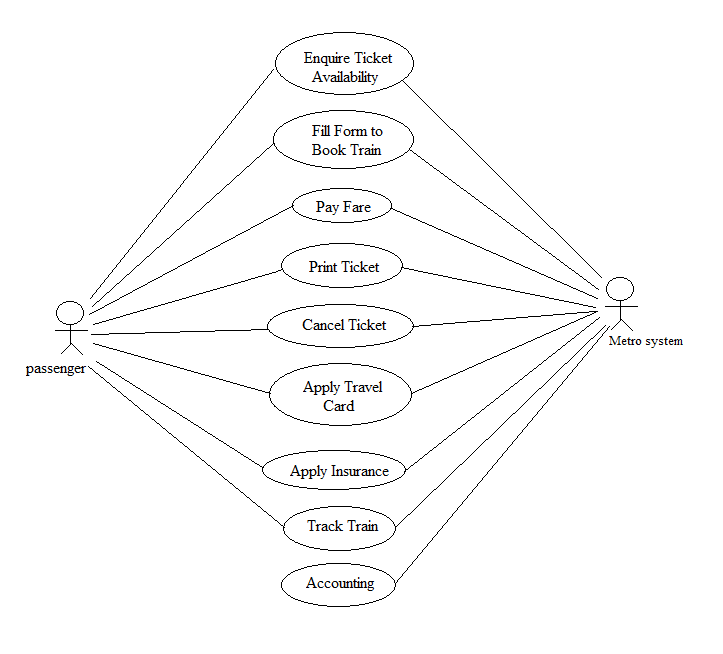 Enquire Ticket
Availability
Fill Form to
Book Train
Pay Fare
Print Ticket
Cancel Ticket
Metro system
passenger
Apply Travel
Card
Apply Insurance
Track Train
Accounting